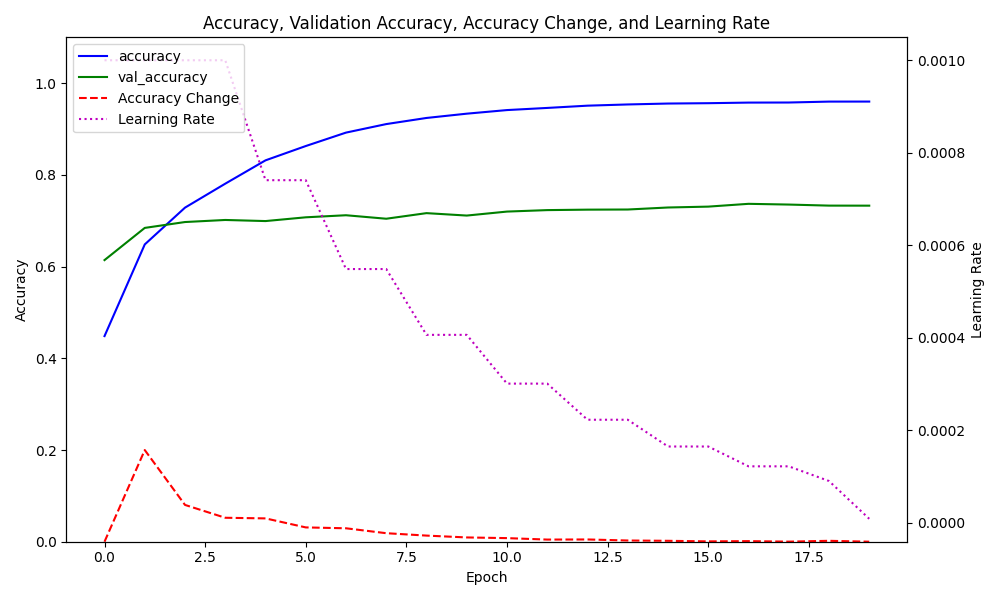 Accuracy, Validation Accuracy, Accuracy Change, and Learning Rate
accuracy
val_accuracy
Accuracy Change
Learning Rate
1.0
0.8
0.6
0.4
0.2
0.0
Accuracy
0.0010
0.0008
0.0006
0.0004
0.0002
0.0000
Learning Rate
0.0 2.5 5.0 7.5 10.0 12.5 15.0 17.5
Epoch